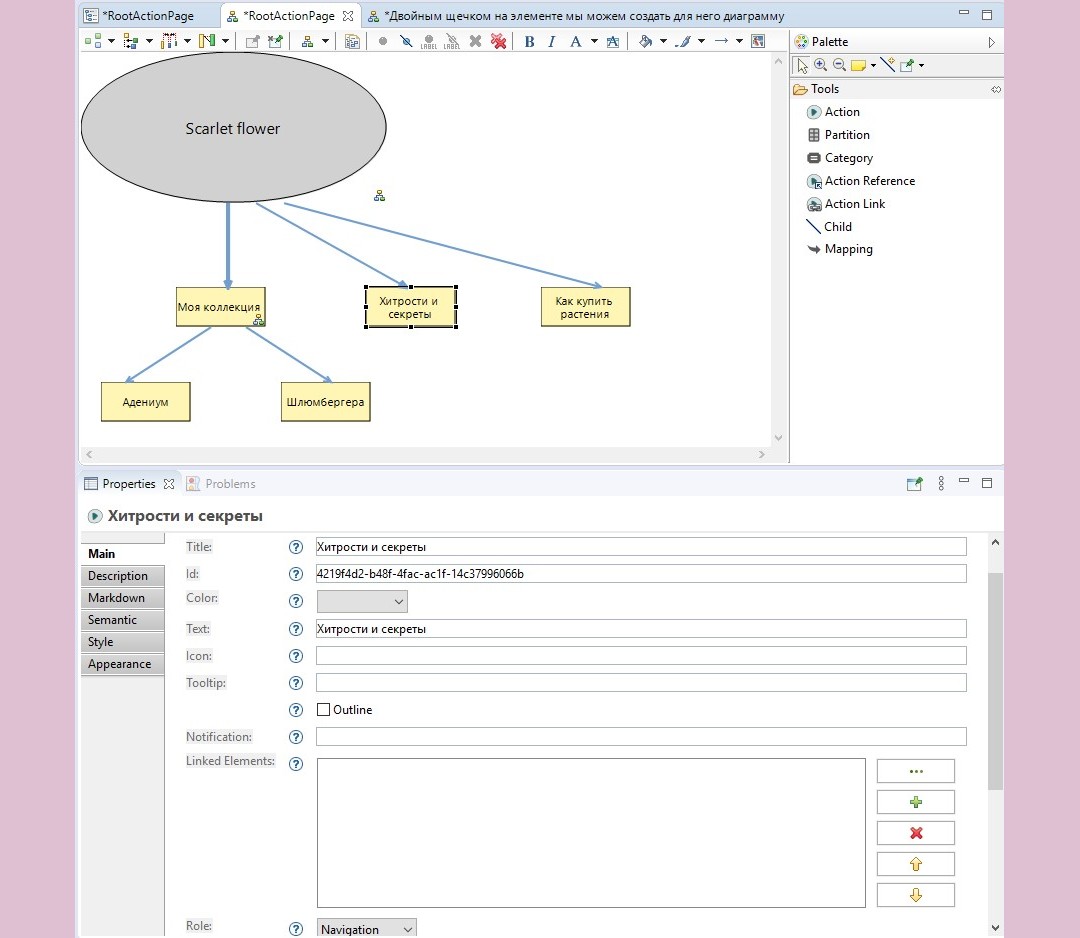 *RootActionPage
*RootActionPage
*Двойным щечком на элементе мы можем создать для него диаграмму
LABEL
LABEL
B
I
A
A
Palette
Tools
Action
Partition
Category
Action Reference
Action Link
Child
Mapping
Scarlet flower
Моя коллекция
Хитрости и
секреты
Как купить
растения
Адениум
Шлюмбергера
Properties
Problems
Хитрости и секреты
Main
Description
Markdown
Semantic
Style
Appearance
Title:
Хитрости и секреты
Id:
4219f4d2-b48f-4fac-ac1f-14c37996066b
Color:
Text:
Хитрости и секреты
Icon:
Tooltip:
Outline
Notification:
Linked Elements:
...
Role:
Navigation